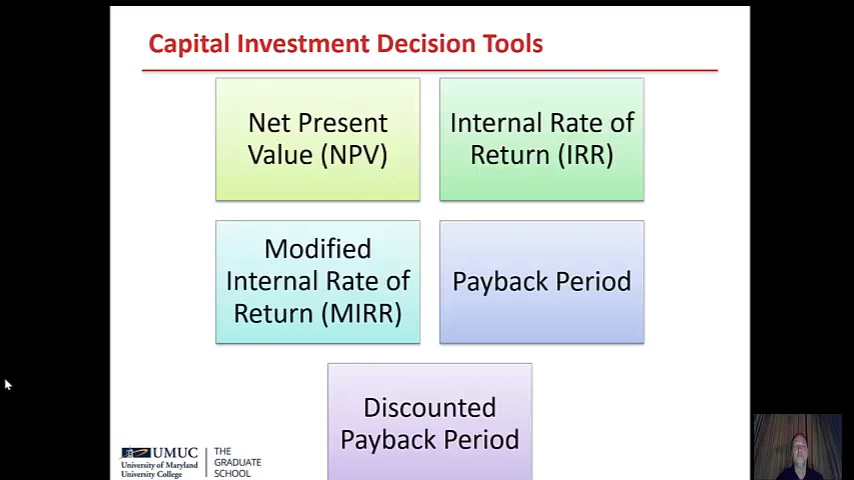 Capital Investment Decision Tools
Net Present
Value (NPV)
Internal Rate of
Return (IRR)
Modified
Internal Rate of
Return (MIRR)
Payback Period
Discounted
Payback Period
UMUC
University of Maryland
University College
THE
GRADUATE
SCHOOL